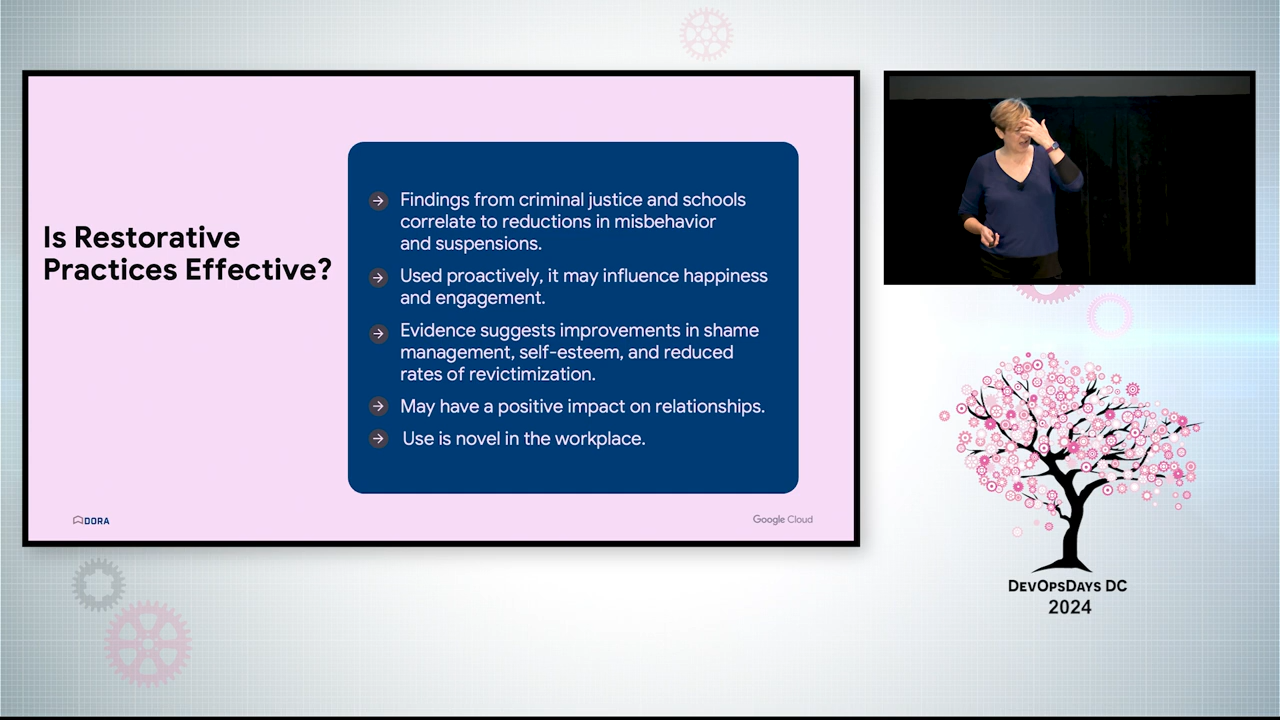 Is Restorative
Practices Effective?
Findings from criminal justice and schools
correlate to reductions in misbehavior
and suspensions.
Used proactively, it may influence happiness
and engagement.
Evidence suggests improvements in shame
management, self-esteem, and reduced
rates of revictimization.
May have a positive impact on relationships.
Use is novel in the workplace.
DORA
Google Cloud
DevOpsDays DC
2024